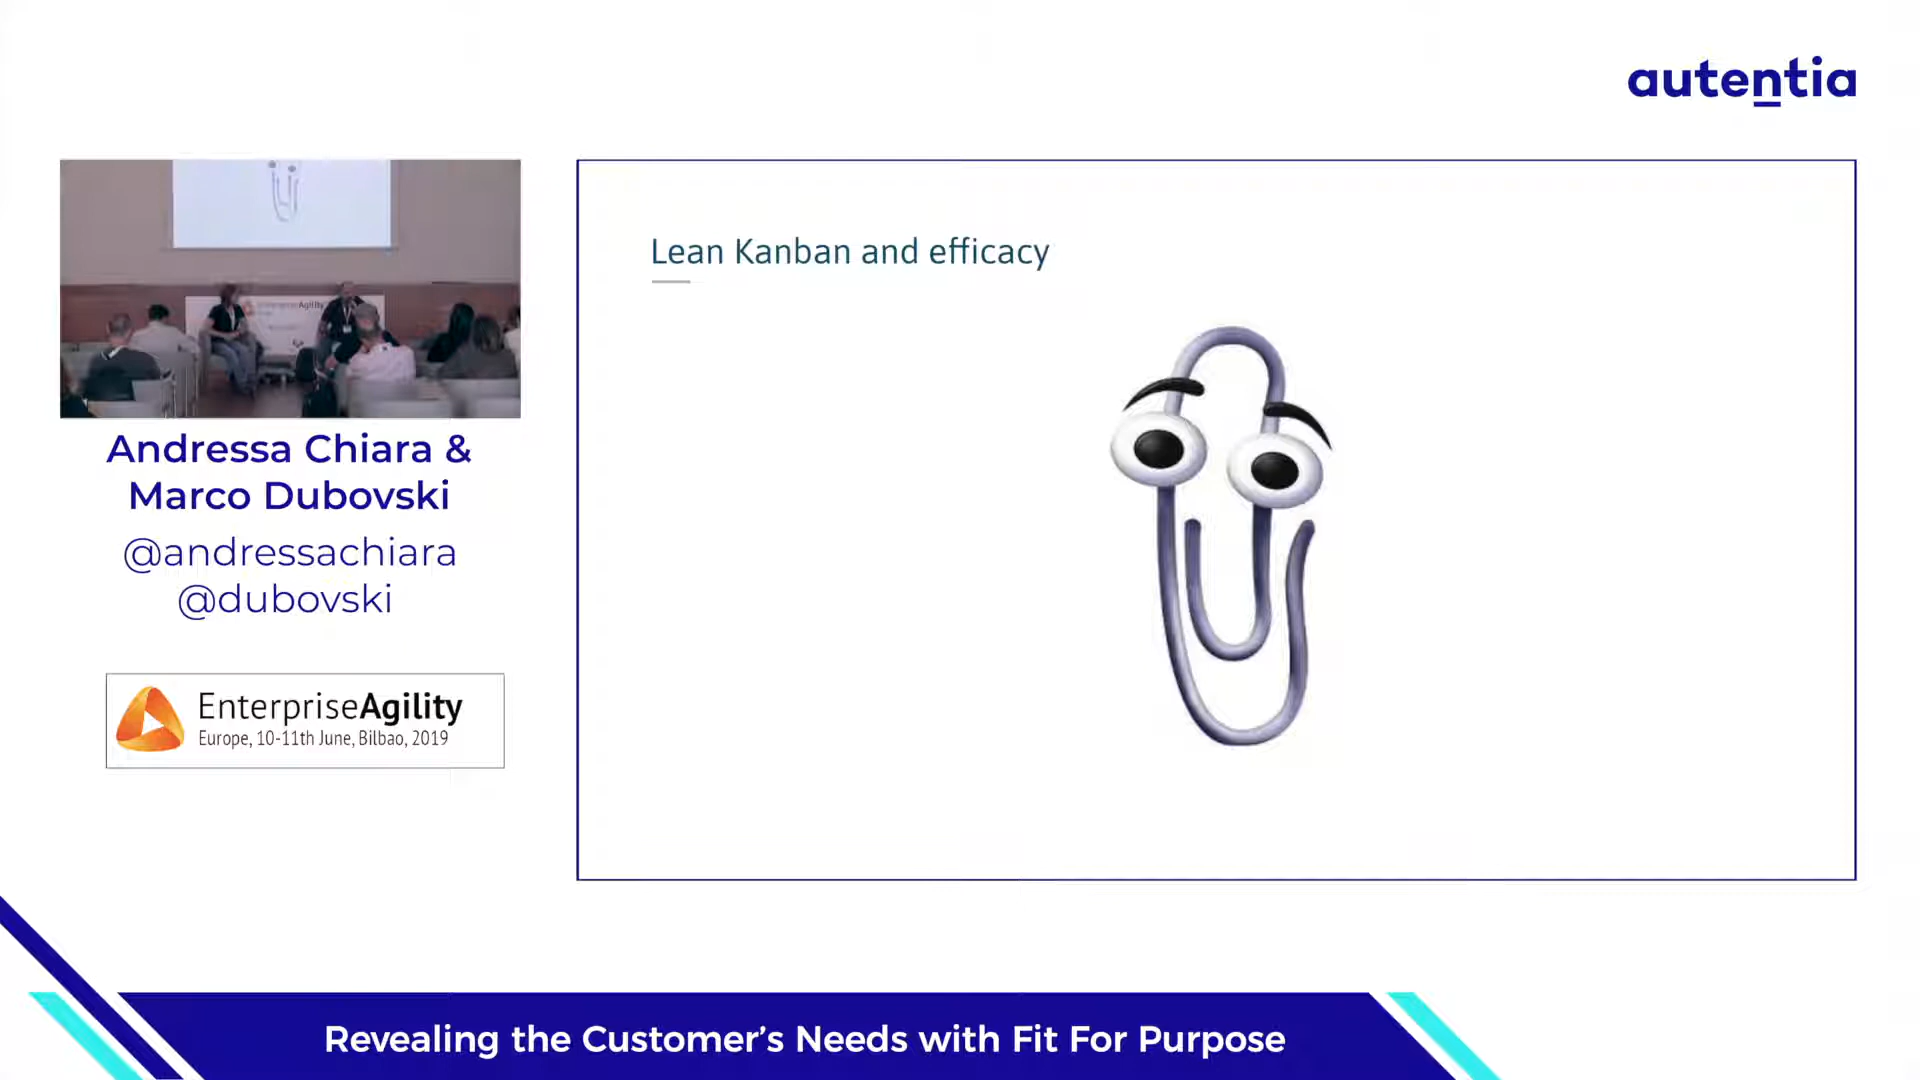 autentia
Lean Kanban and efficacy
Andressa Chiara &
Marco Dubovski
@andressachiara
@dubovski
EnterpriseAgility
Europe, 10-11th June, Bilbao, 2019
Revealing the Customer's Needs with Fit For Purpose